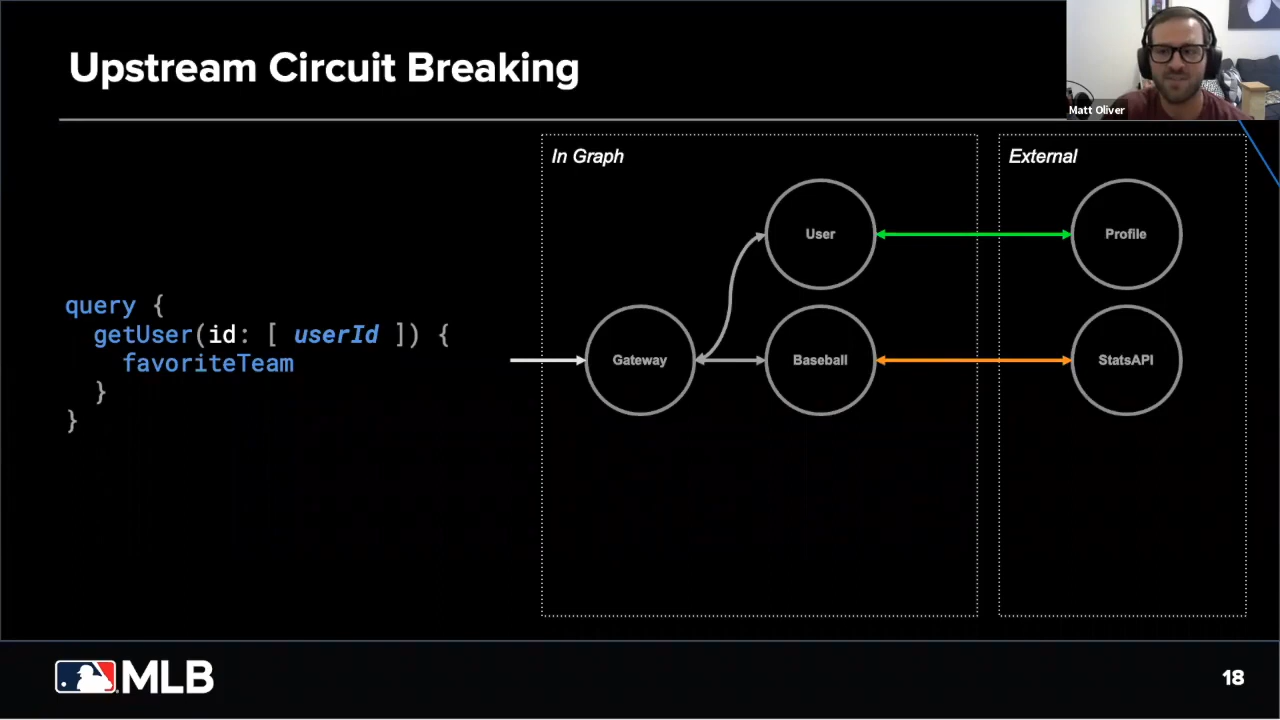 Upstream Circuit Breaking
Matt Oliver
In Graph
External
User
Profile
query {
getUser(id: [ userId ]) {
favoriteTeam
}
}
Gateway
Baseball
StatsAPI
MLB
18